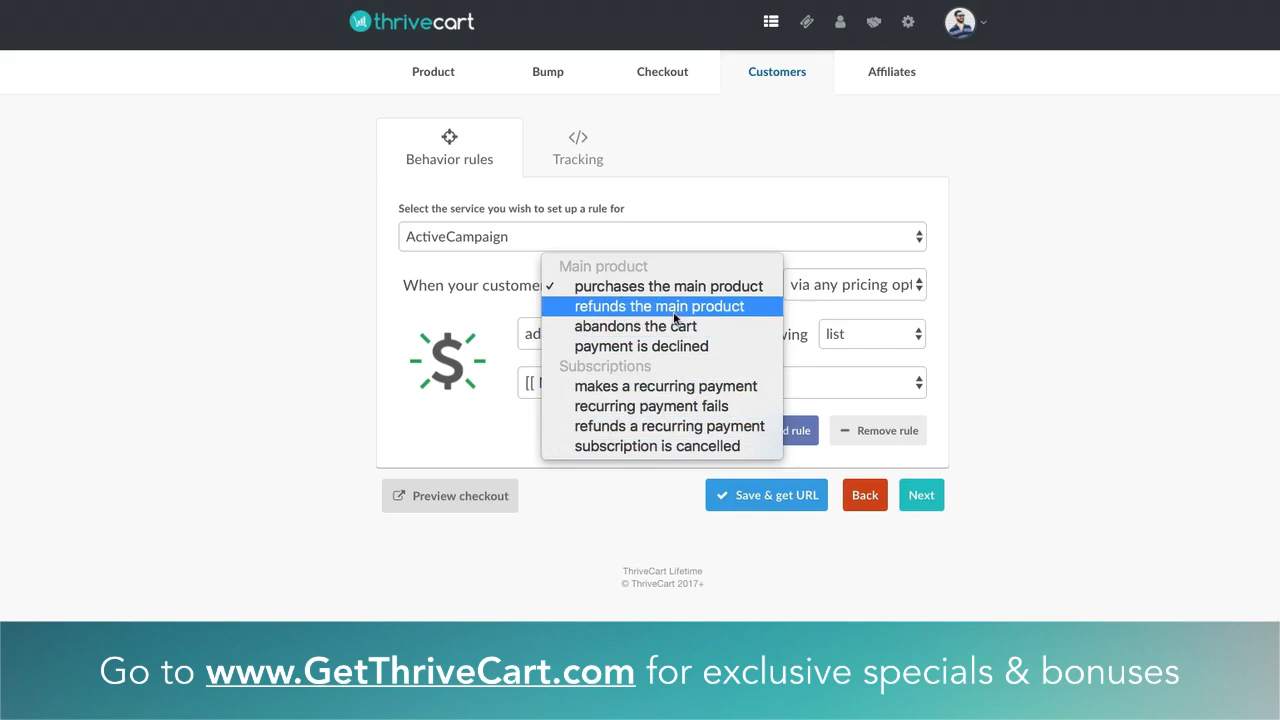 thrivecart
Product
Bump
Checkout
Customers
Affiliates
Behavior rules
Tracking
Select the service you wish to set up a rule for
ActiveCampaign
Main product
When your custome
purchases the main product
via any pricing opt
refunds the main product
abandons the cart
ad
list
payment is declined
Subscriptions
makes a recurring payment
[[
recurring payment fails
refunds a recurring payment
rule
Remove rule
subscription is cancelled
Preview checkout
Save & get URL
Back
Next
ThriveCart Lifetime
© ThriveCart 2017+
Go to www.GetThriveCart.com for exclusive specials & bonuses